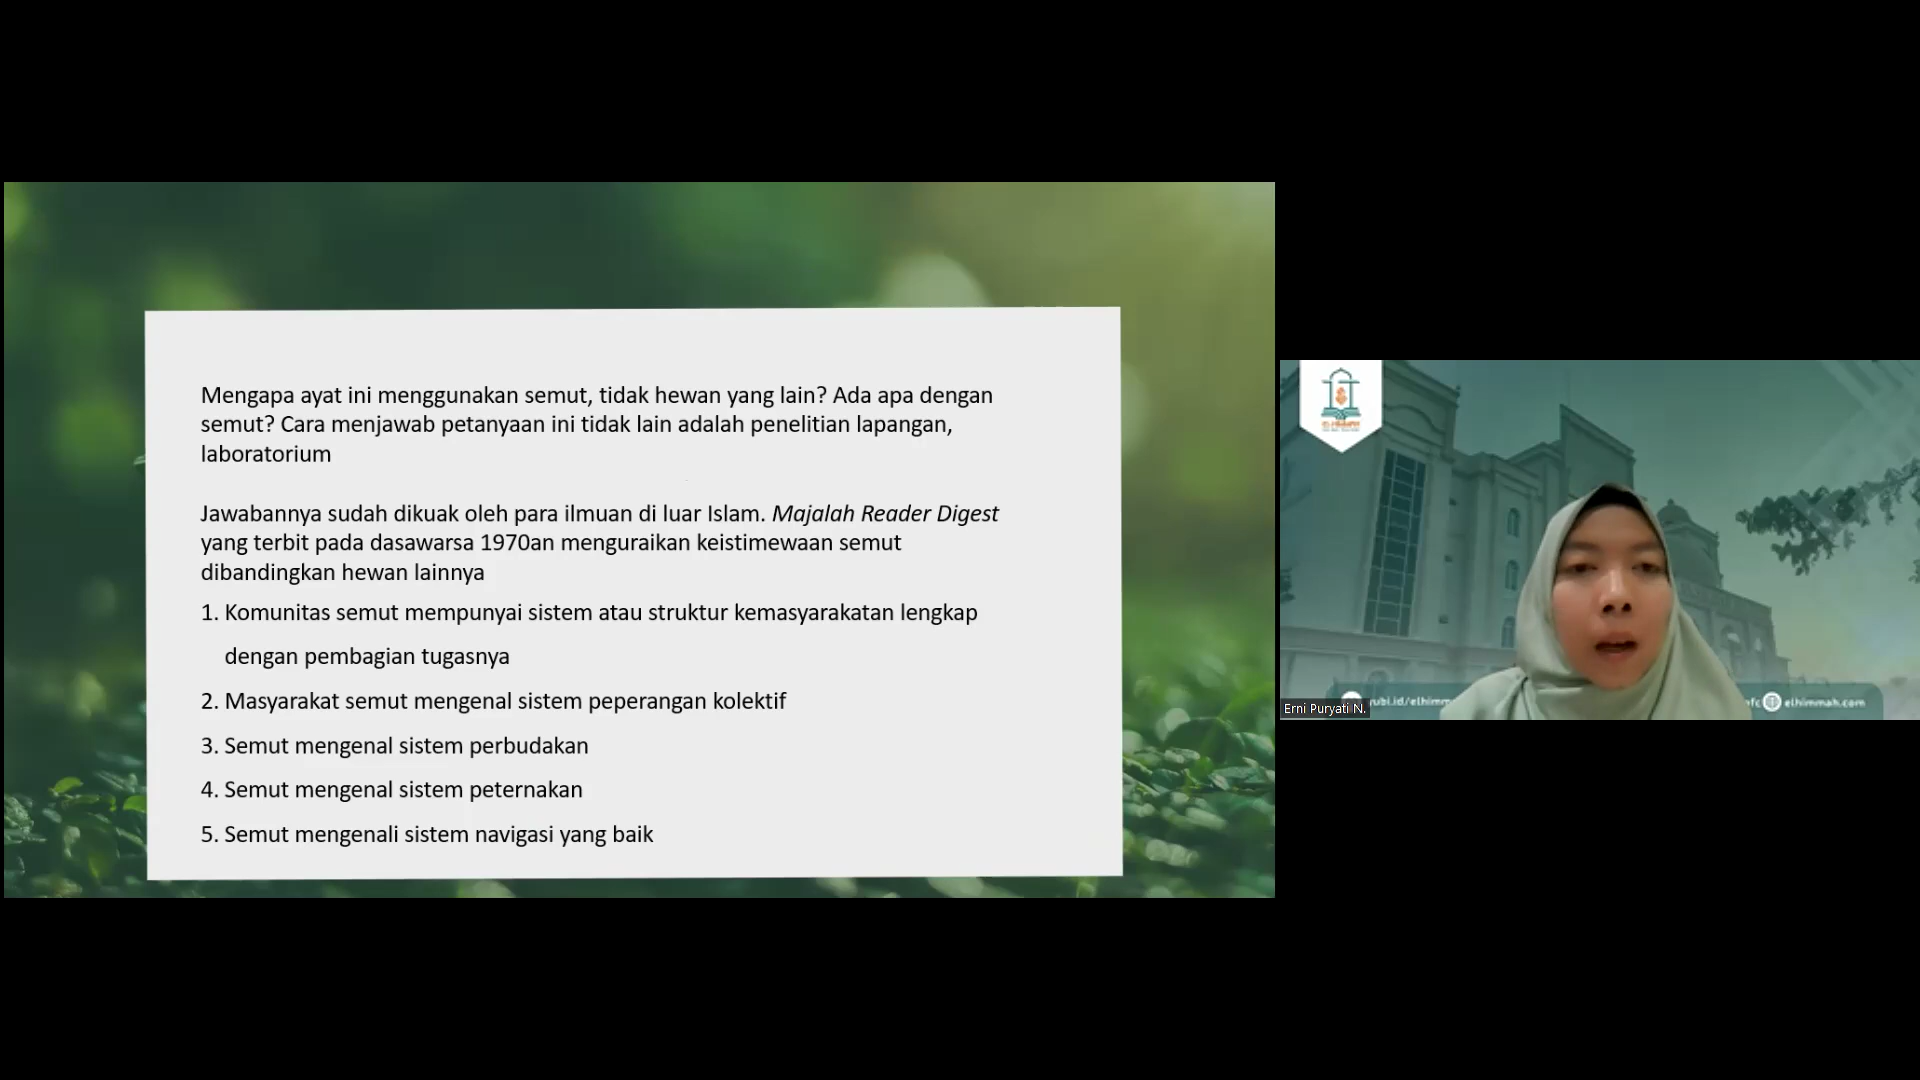 Mengapa ayat ini menggunakan semut, tidak hewan yang lain? Ada apa dengan
semut? Cara menjawab petanyaan ini tidak lain adalah penelitian lapangan,
laboratorium
Jawabannya sudah dikuak oleh para ilmuan di luar Islam. Majalah Reader Digest
yang terbit pada dasawarsa 1970an menguraikan keistimewaan semut
dibandingkan hewan lainnya
1. Komunitas semut mempunyai sistem atau struktur kemasyarakatan lengkap
dengan pembagian tugasnya
2. Masyarakat semut mengenal sistem peperangan kolektif
3. Semut mengenal sistem perbudakan
4. Semut mengenal sistem peternakan
5. Semut mengenali sistem navigasi yang baik
rubi.id/elhimm
elhimmah.com
Erni Puryati N.